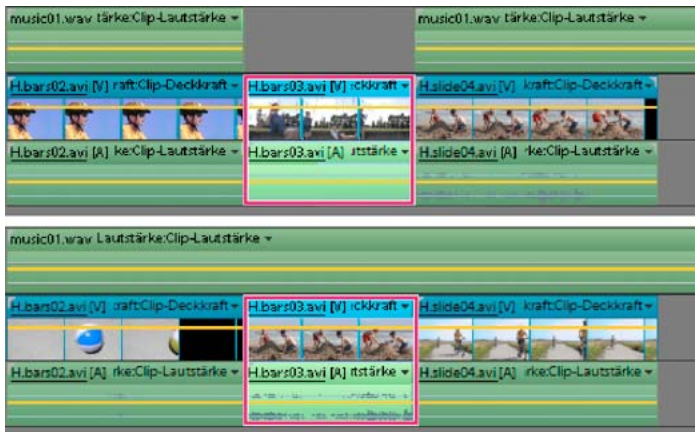 music01.wav tärke:Clip-Lautstärke music01.wav tärke:Clip-Lautstärke
H.bars02.avi [V] raft:Clip-Deckkraft H.bars03.avi [V] ckkraft H.slide04.avi [V] kraft:Clip-Deckkraft
H.bars02.avi [A] ke:Clip-Lautstärke H.bars03.avi [A] tstärke H.slide04.avi [A] rke:Clip-Lautstärke
music01.wav Lautstärke:Clip-Lautstärke
H.bars02.avi [V] kraft:Clip-Deckkraft H.bars03.avi [V] ckkraft H.slide04.avi [V] kraft:Clip-Deckkraft
H.bars02.avi [A] rke:Clip-Lautstärke H.bars03.avi [A] tstärke H.slide04.avi [A] rke:Clip-Lautstärke